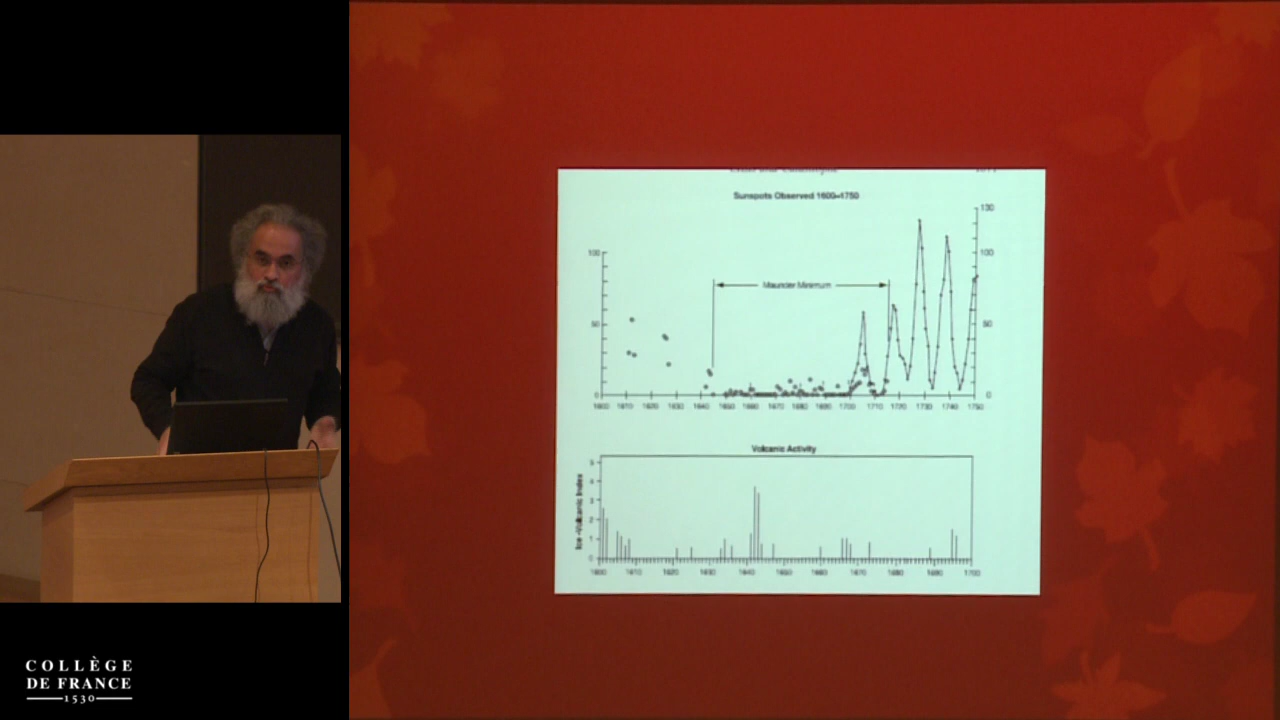 Sunspots Observed 1600–1750
130
100
100
Maunder Minimum
50
50
0
0
1600 1610 1620 1630 1640 1650 1660 1670 1680 1690 1700 1710 1720 1730 1740 1750
Volcanic Activity
Ice-Volcanic Index
5
4
3
2
1
0
1600 1610 1620 1630 1640 1650 1660 1670 1680 1690 1700
COLLÈGE
DE FRANCE
1530